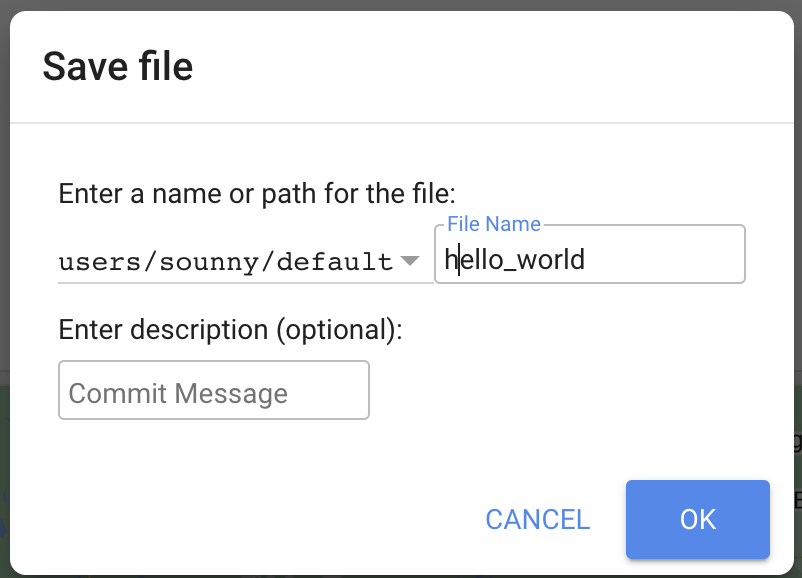 Save file
Enter a name or path for the file:
File Name
users/sounny/default hello_world
Enter description (optional):
Commit Message
CANCEL OK